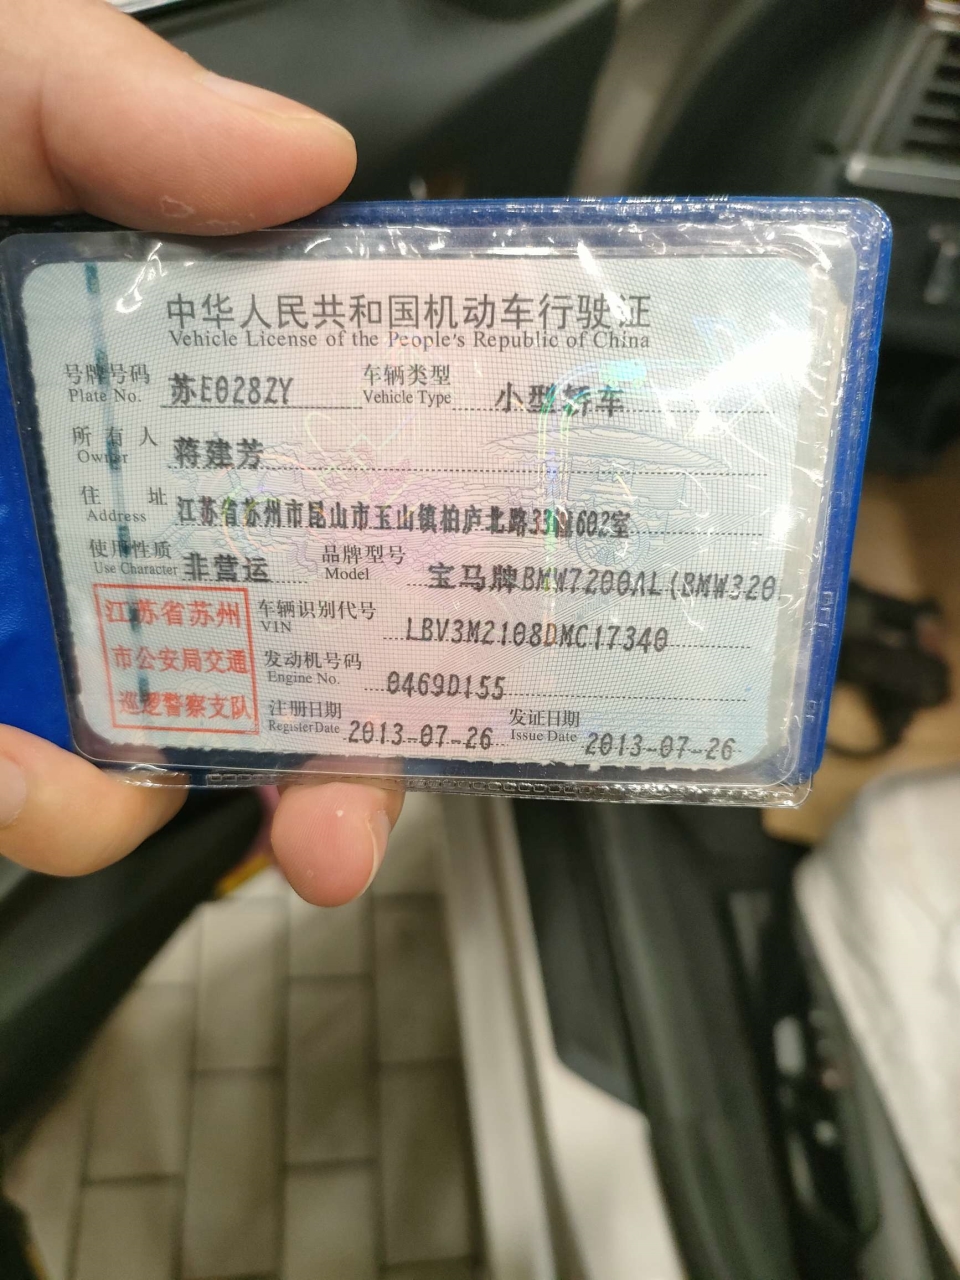 中华人民共和国机动车行驶证
Vehicle License of the People's Republic of China
号牌号码 Plate No. 苏E0282Y 车辆类型 Vehicle Type 小型轿车
所有人 Owner 蒋建芳
住址 Address 江苏省苏州市昆山市玉山镇柏庐北路33 602室
使用性质 Use Character 非营运 品牌型号 Model 宝马牌BMW7200AL(BMW320
车辆识别代号 VIN LBV3M2108DMC17340
发动机号码 Engine No. 0469D155
注册日期 Register Date 2013-07-26 发证日期 Issue Date 2013-07-26
江苏省苏州
市公安局交通
巡逻警察支队